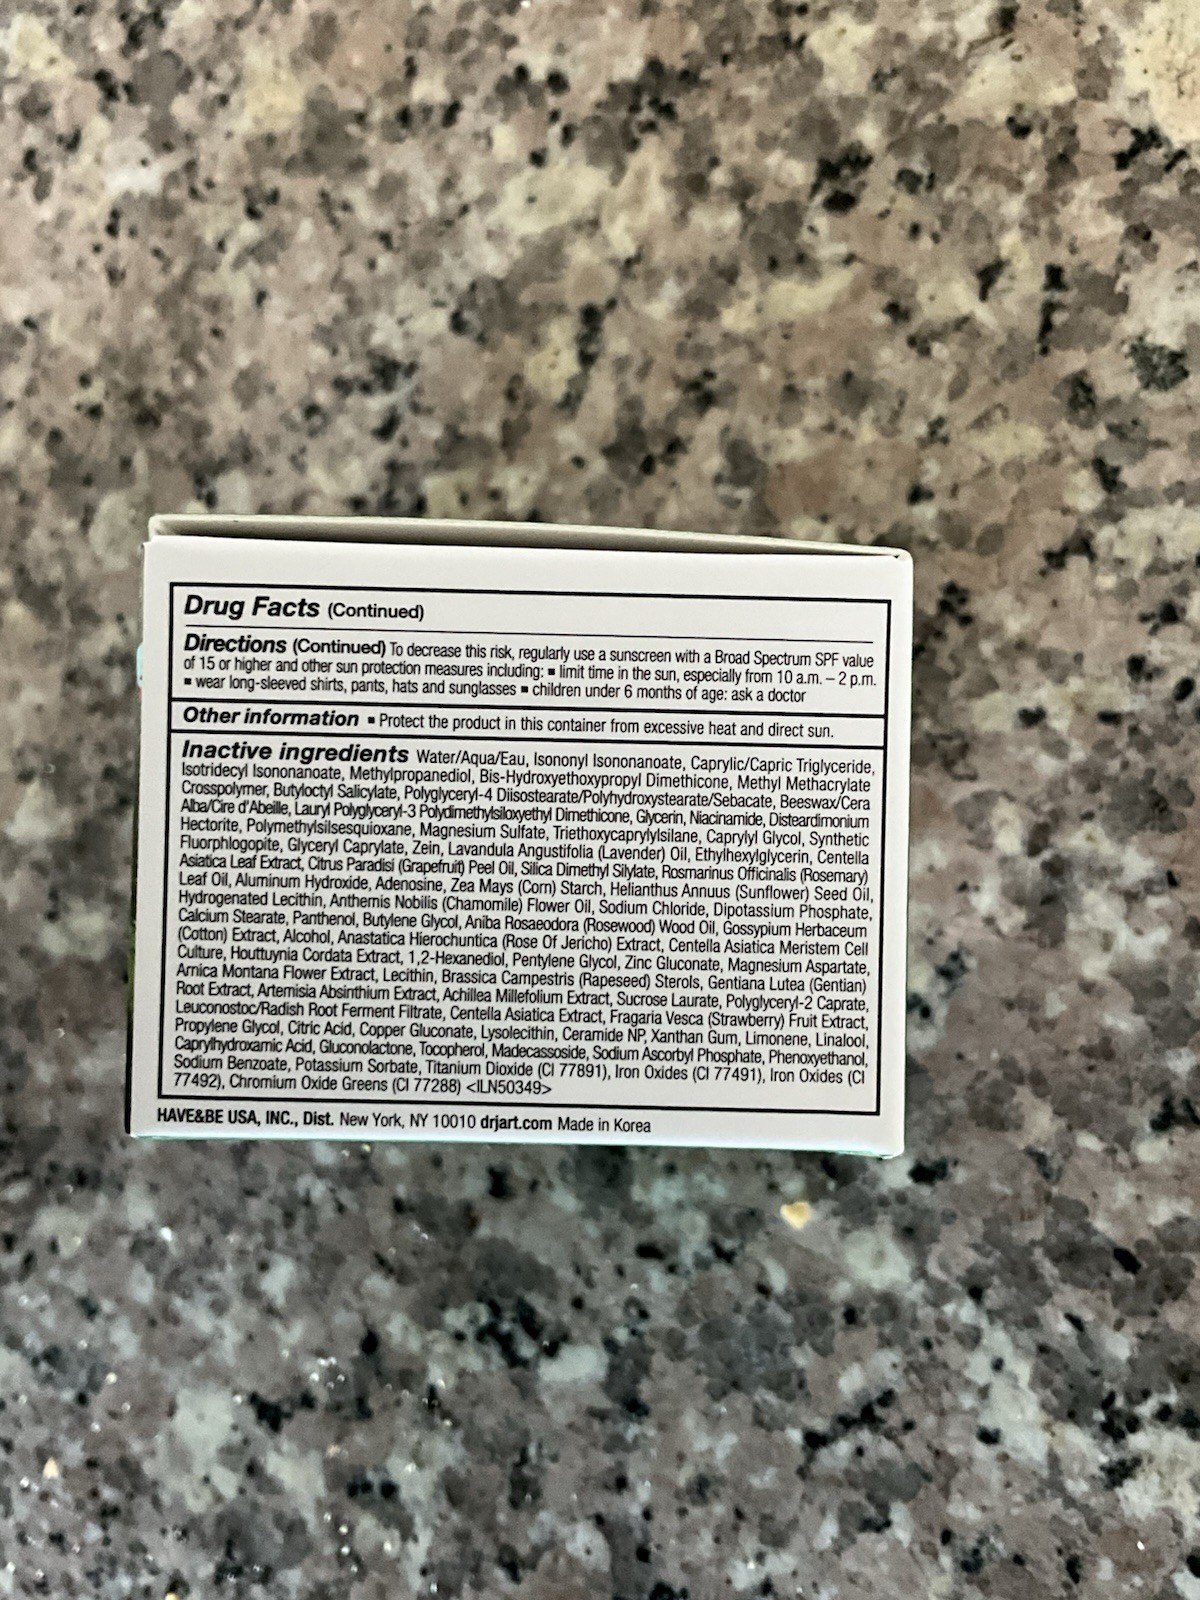 Drug Facts (Continued)
Directions (Continued) To decrease this risk, regularly use a sunscreen with a Broad Spectrum SPF value
of 15 or higher and other sun protection measures including: ▪ limit time in the sun, especially from 10 a.m. – 2 p.m.
▪ wear long-sleeved shirts, pants, hats and sunglasses ▪ children under 6 months of age: ask a doctor
Other information ▪ Protect the product in this container from excessive heat and direct sun.
Inactive ingredients Water/Aqua/Eau, Isononyl Isononanoate, Caprylic/Capric Triglyceride,
Isotridecyl Isononanoate, Methylpropanediol, Bis-Hydroxyethoxypropyl Dimethicone, Methyl Methacrylate
Crosspolymer, Butyloctyl Salicylate, Polyglyceryl-4 Diisostearate/Polyhydroxystearate/Sebacate, Beeswax/Cera
Alba/Cire d'Abeille, Lauryl Polyglyceryl-3 Polydimethylsiloxyethyl Dimethicone, Glycerin, Niacinamide, Disteardimonium
Hectorite, Polymethylsilsesquioxane, Magnesium Sulfate, Triethoxycaprylylsilane, Caprylyl Glycol, Synthetic
Fluorphlogopite, Glyceryl Caprylate, Zein, Lavandula Angustifolia (Lavender) Oil, Ethylhexylglycerin, Centella
Asiatica Leaf Extract, Citrus Paradisi (Grapefruit) Peel Oil, Silica Dimethyl Silylate, Rosmarinus Officinalis (Rosemary)
Leaf Oil, Aluminum Hydroxide, Adenosine, Zea Mays (Corn) Starch, Helianthus Annuus (Sunflower) Seed Oil,
Hydrogenated Lecithin, Anthemis Nobilis (Chamomile) Flower Oil, Sodium Chloride, Dipotassium Phosphate,
Calcium Stearate, Panthenol, Butylene Glycol, Aniba Rosaeodora (Rosewood) Wood Oil, Gossypium Herbaceum
(Cotton) Extract, Alcohol, Anastatica Hierochuntica (Rose Of Jericho) Extract, Centella Asiatica Meristem Cell
Culture, Houttuynia Cordata Extract, 1,2-Hexanediol, Pentylene Glycol, Zinc Gluconate, Magnesium Aspartate,
Arnica Montana Flower Extract, Lecithin, Brassica Campestris (Rapeseed) Sterols, Gentiana Lutea (Gentian)
Root Extract, Artemisia Absinthium Extract, Achillea Millefolium Extract, Sucrose Laurate, Polyglyceryl-2 Caprate,
Leuconostoc/Radish Root Ferment Filtrate, Centella Asiatica Extract, Fragaria Vesca (Strawberry) Fruit Extract,
Propylene Glycol, Citric Acid, Copper Gluconate, Lysolecithin, Ceramide NP, Xanthan Gum, Limonene, Linalool,
Caprylhydroxamic Acid, Gluconolactone, Tocopherol, Madecassoside, Sodium Ascorbyl Phosphate, Phenoxyethanol,
Sodium Benzoate, Potassium Sorbate, Titanium Dioxide (CI 77891), Iron Oxides (CI 77491), Iron Oxides (CI
77492), Chromium Oxide Greens (CI 77288) <ILN50349>
HAVE&BE USA, INC., Dist. New York, NY 10010 drjart.com Made in Korea